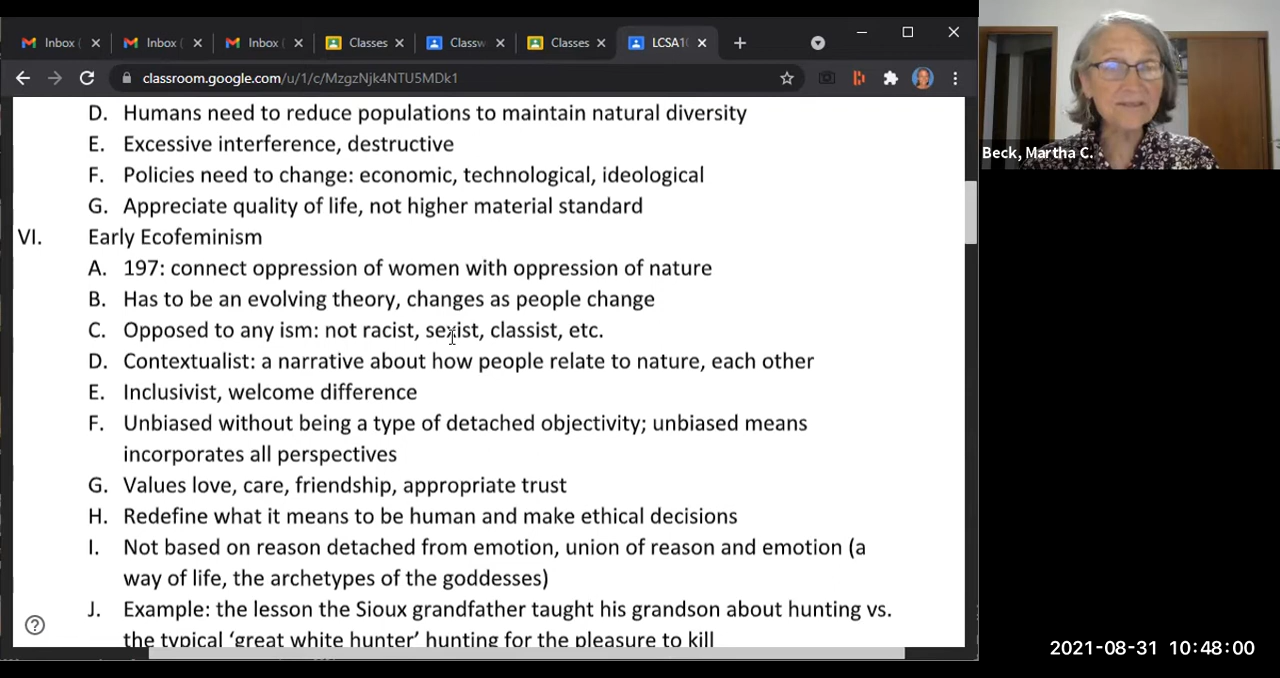 Inbox (
Inbox (
Inbox (
Classes
Classw
Classes
LCSA10
classroom.google.com/u/1/c/MzgzNjk4NTU5MDk1
D. Humans need to reduce populations to maintain natural diversity
E. Excessive interference, destructive
F. Policies need to change: economic, technological, ideological
G. Appreciate quality of life, not higher material standard
VI. Early Ecofeminism
A. 197: connect oppression of women with oppression of nature
B. Has to be an evolving theory, changes as people change
C. Opposed to any ism: not racist, sexist, classist, etc.
D. Contextualist: a narrative about how people relate to nature, each other
E. Inclusivist, welcome difference
F. Unbiased without being a type of detached objectivity; unbiased means
incorporates all perspectives
G. Values love, care, friendship, appropriate trust
H. Redefine what it means to be human and make ethical decisions
I. Not based on reason detached from emotion, union of reason and emotion (a
way of life, the archetypes of the goddesses)
J. Example: the lesson the Sioux grandfather taught his grandson about hunting vs.
the typical ‘great white hunter’ hunting for the pleasure to kill
Beck, Martha C.
2021-08-31 10:48:00